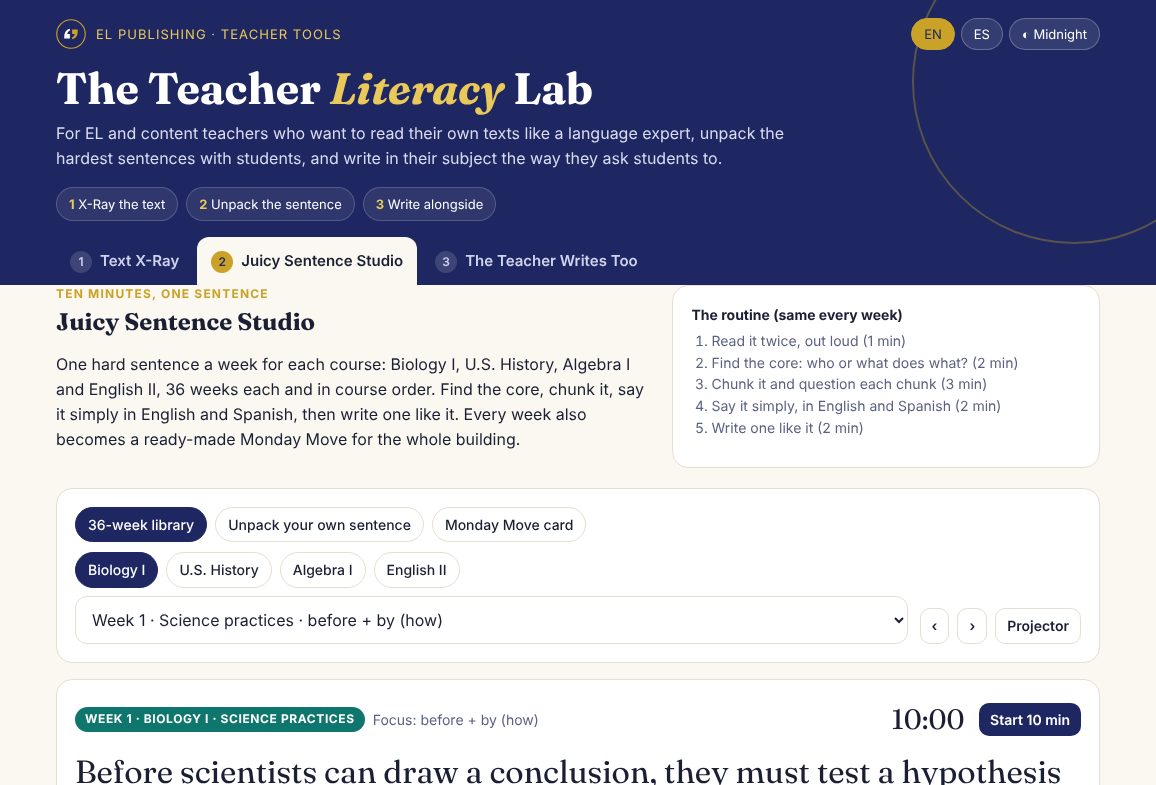 EL PUBLISHING · TEACHER TOOLS
EN
ES
Midnight
The Teacher Literacy Lab
For EL and content teachers who want to read their own texts like a language expert, unpack the
hardest sentences with students, and write in their subject the way they ask students to.
1 X-Ray the text
2 Unpack the sentence
3 Write alongside
1 Text X-Ray
2 Juicy Sentence Studio
3 The Teacher Writes Too
TEN MINUTES, ONE SENTENCE
Juicy Sentence Studio
One hard sentence a week for each course: Biology I, U.S. History, Algebra I
and English II, 36 weeks each and in course order. Find the core, chunk it, say
it simply in English and Spanish, then write one like it. Every week also
becomes a ready-made Monday Move for the whole building.
The routine (same every week)
1. Read it twice, out loud (1 min)
2. Find the core: who or what does what? (2 min)
3. Chunk it and question each chunk (3 min)
4. Say it simply, in English and Spanish (2 min)
5. Write one like it (2 min)
36-week library
Unpack your own sentence
Monday Move card
Biology I
U.S. History
Algebra I
English II
Week 1 · Science practices · before + by (how)
‹
›
Projector
WEEK 1 · BIOLOGY I · SCIENCE PRACTICES
Focus: before + by (how)
10:00
Start 10 min
Before scientists can draw a conclusion, they must test a hypothesis